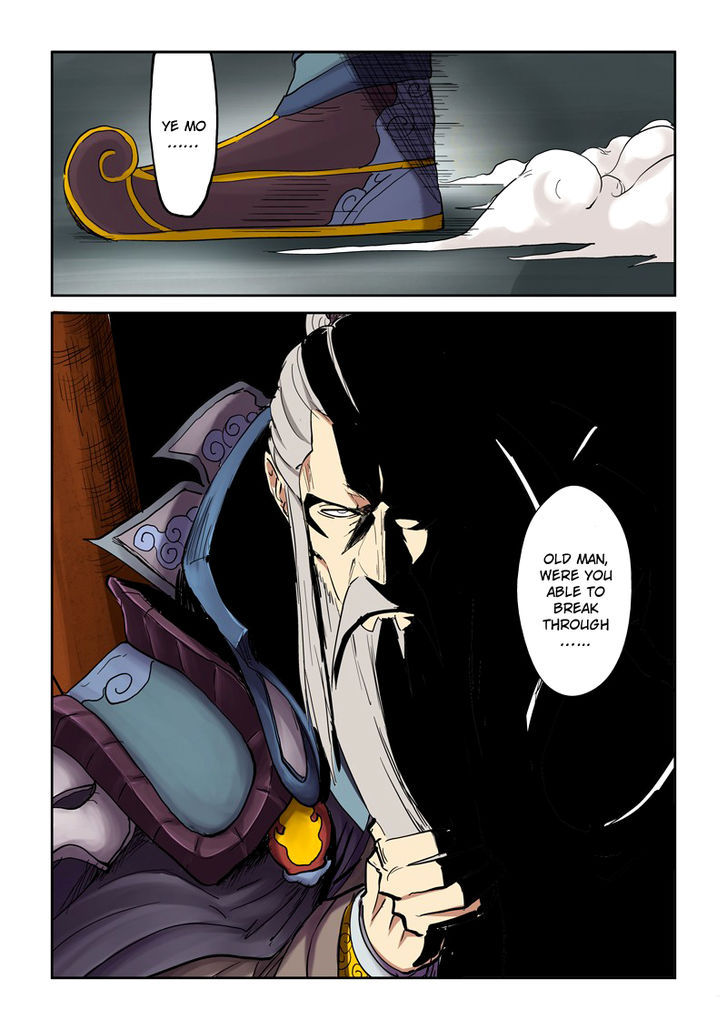 YE MO
......
OLD MAN,
WERE YOU
ABLE TO
BREAK
THROUGH
......